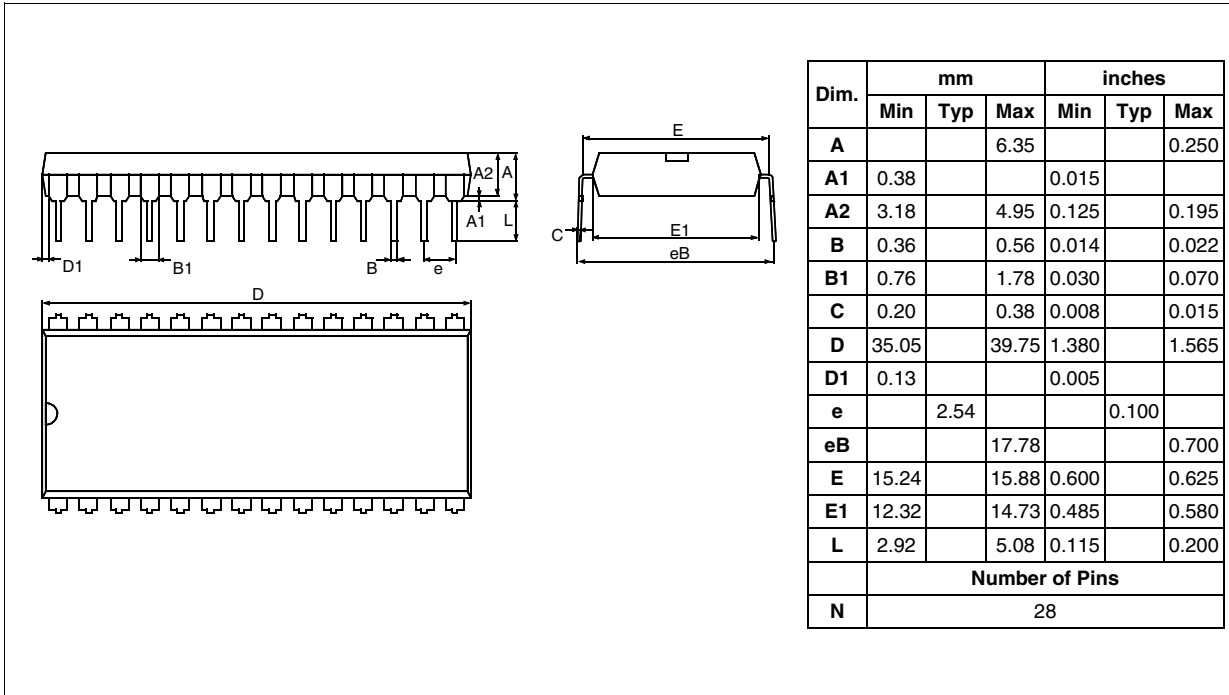 A2 A
A1 L
D1 B1 B e
D
E
C
E1
eB
Dim. mm inches
Min Typ Max Min Typ Max
A 6.35 0.250
A1 0.38 0.015
A2 3.18 4.95 0.125 0.195
B 0.36 0.56 0.014 0.022
B1 0.76 1.78 0.030 0.070
C 0.20 0.38 0.008 0.015
D 35.05 39.75 1.380 1.565
D1 0.13 0.005
e 2.54 0.100
eB 17.78 0.700
E 15.24 15.88 0.600 0.625
E1 12.32 14.73 0.485 0.580
L 2.92 5.08 0.115 0.200
Number of Pins
N 28